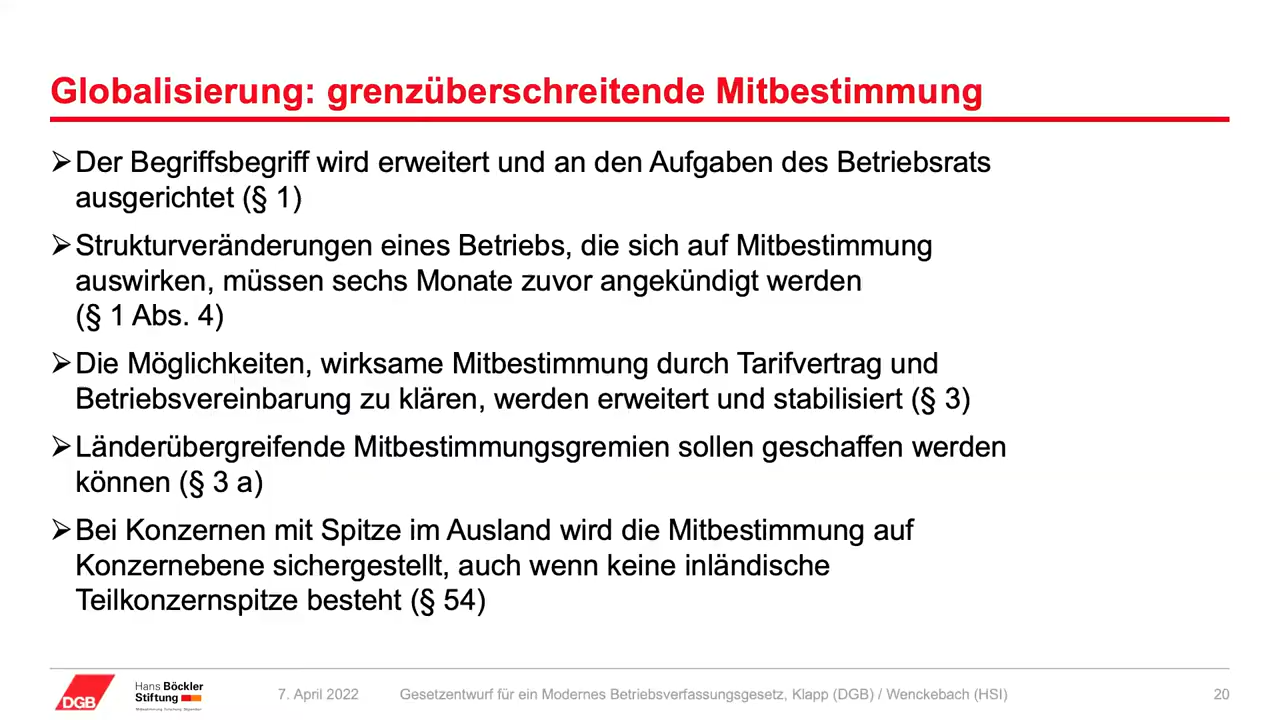 Globalisierung: grenzüberschreitende Mitbestimmung
Der Begriffsbegriff wird erweitert und an den Aufgaben des Betriebsrats
ausgerichtet (§ 1)
Strukturveränderungen eines Betriebs, die sich auf Mitbestimmung
auswirken, müssen sechs Monate zuvor angekündigt werden
(§ 1 Abs. 4)
Die Möglichkeiten, wirksame Mitbestimmung durch Tarifvertrag und
Betriebsvereinbarung zu klären, werden erweitert und stabilisiert (§ 3)
Länderübergreifende Mitbestimmungsgremien sollen geschaffen werden
können (§ 3 a)
Bei Konzernen mit Spitze im Ausland wird die Mitbestimmung auf
Konzernebene sichergestellt, auch wenn keine inländische
Teilkonzernspitze besteht (§ 54)
DGB
Hans Böckler
Stiftung
Mitbestimmung Forschung Stipendien
7. April 2022
Gesetzentwurf für ein Modernes Betriebsverfassungsgesetz, Klapp (DGB) / Wenckebach (HSI)
20